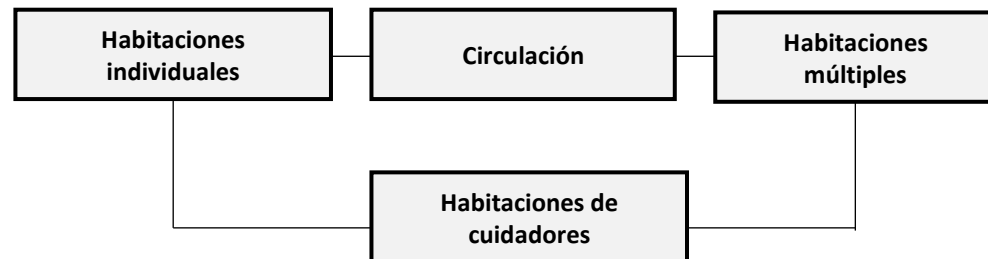 Habitaciones
individuales
Circulación
Habitaciones
múltiples
Habitaciones de
cuidadores